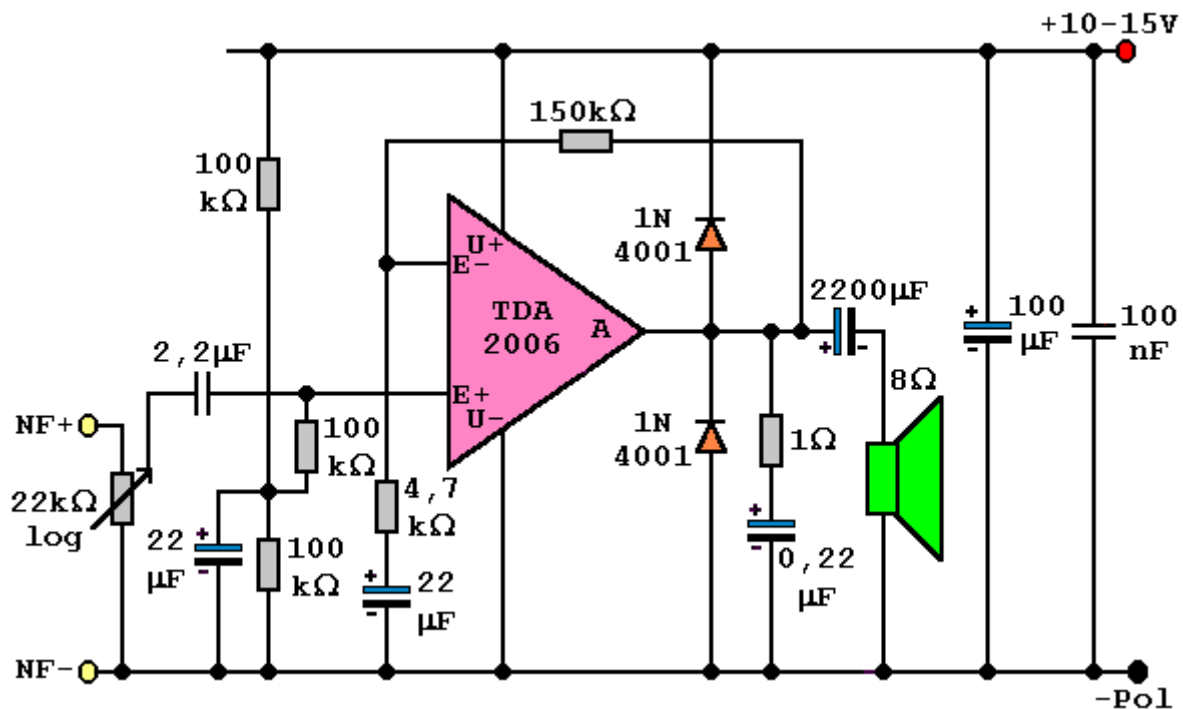 +10-15V
150kΩ
100
kΩ
1N
4001
U+
E-
TDA
2006
A
2200µF
+
-
+
100
µF
100
nF
2,2µF
E+
U-
8Ω
NF+
100
kΩ
1N
4001
1Ω
22kΩ
log
4,7
kΩ
+
22
µF
-
100
kΩ
+
-
0,22
µF
+
22
µF
-
NF-
-Pol